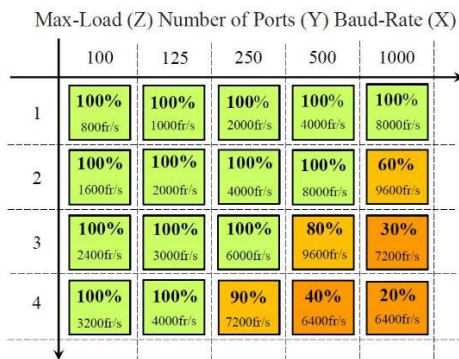 Max-Load (Z) Number of Ports (Y) Baud-Rate (X)
100 125 250 500 1000
1
100% 100% 100% 100% 100%
800fr/s 1000fr/s 2000fr/s 4000fr/s 8000fr/s
2
100% 100% 100% 100% 60%
1600fr/s 2000fr/s 4000fr/s 8000fr/s 9600fr/s
3
100% 100% 100% 80% 30%
2400fr/s 3000fr/s 6000fr/s 9600fr/s 7200fr/s
4
100% 100% 90% 40% 20%
3200fr/s 4000fr/s 7200fr/s 6400fr/s 6400fr/s